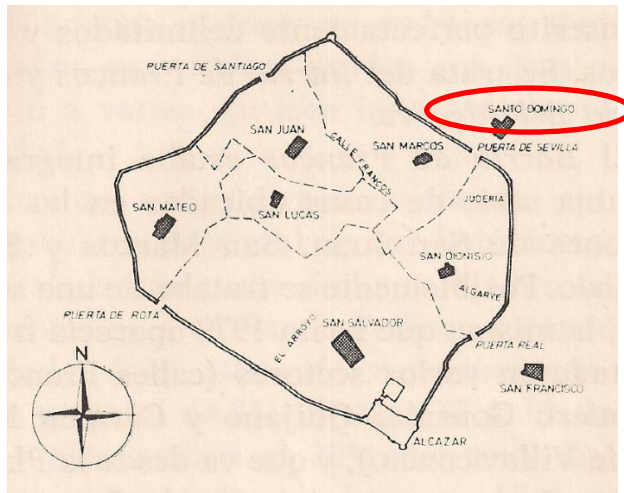 PUERTA DE SANTIAGO
SANTO DOMINGO
SAN JUAN
CALLE FRANCOS
SAN MARCOS
PUERTA DE SEVILLA
JUDERIA
SAN MATEO
SAN LUCAS
SAN DIONISIO
ALGARVE
PUERTA DE ROTA
EL ARROYO
SAN SALVADOR
PUERTA REAL
N
SAN FRANCISCO
ALCAZAR